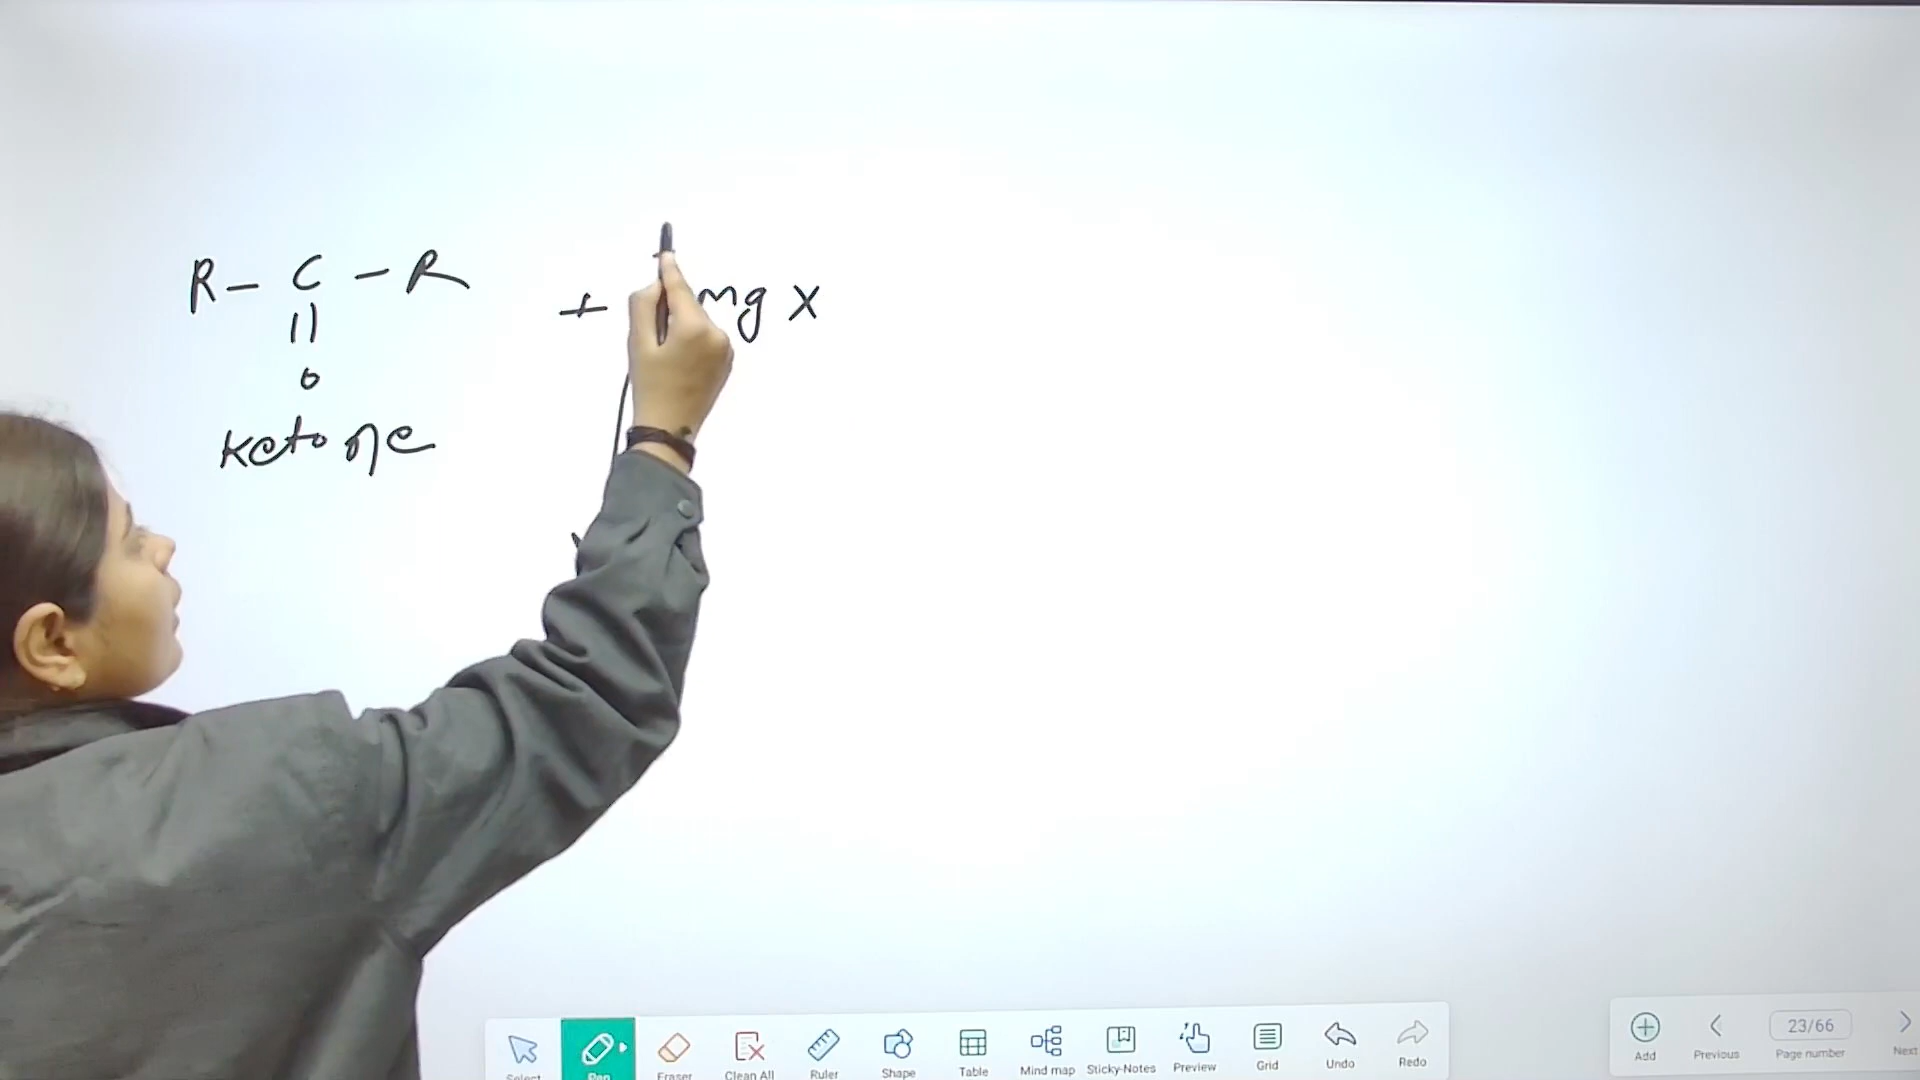 R - C - R + mg X
||
O
ketone
Select Pen Eraser Clean All Ruler Shape Table Mind map Sticky-Notes Preview Grid Undo Redo
Add Previous 23/66 Page number Next